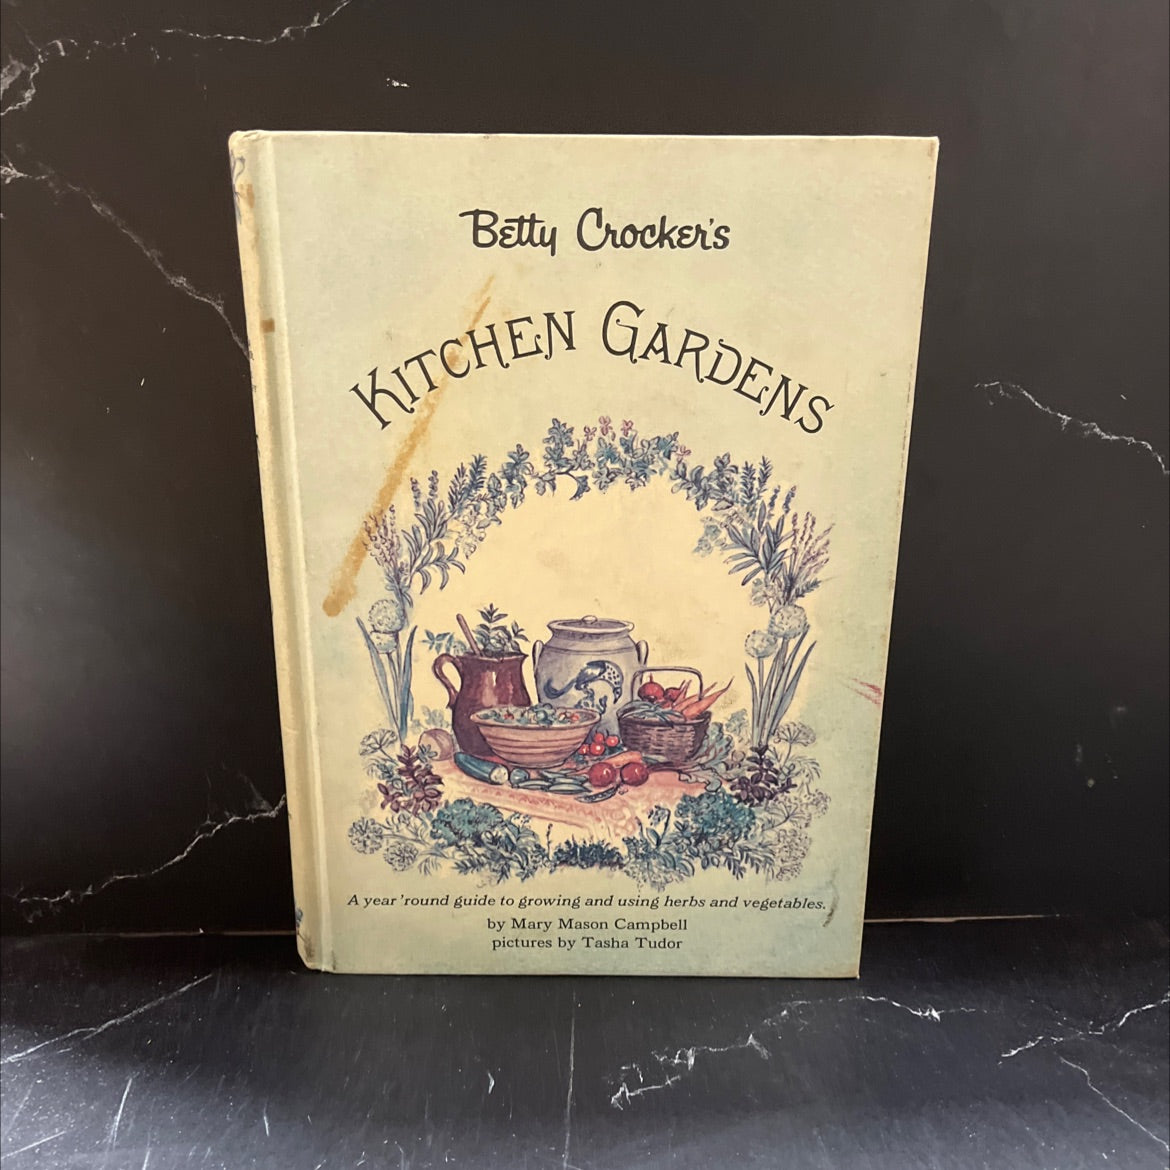 Betty Crocker's
KITCHEN GARDENS
A year 'round guide to growing and using herbs and vegetables.
by Mary Mason Campbell
pictures by Tasha Tudor